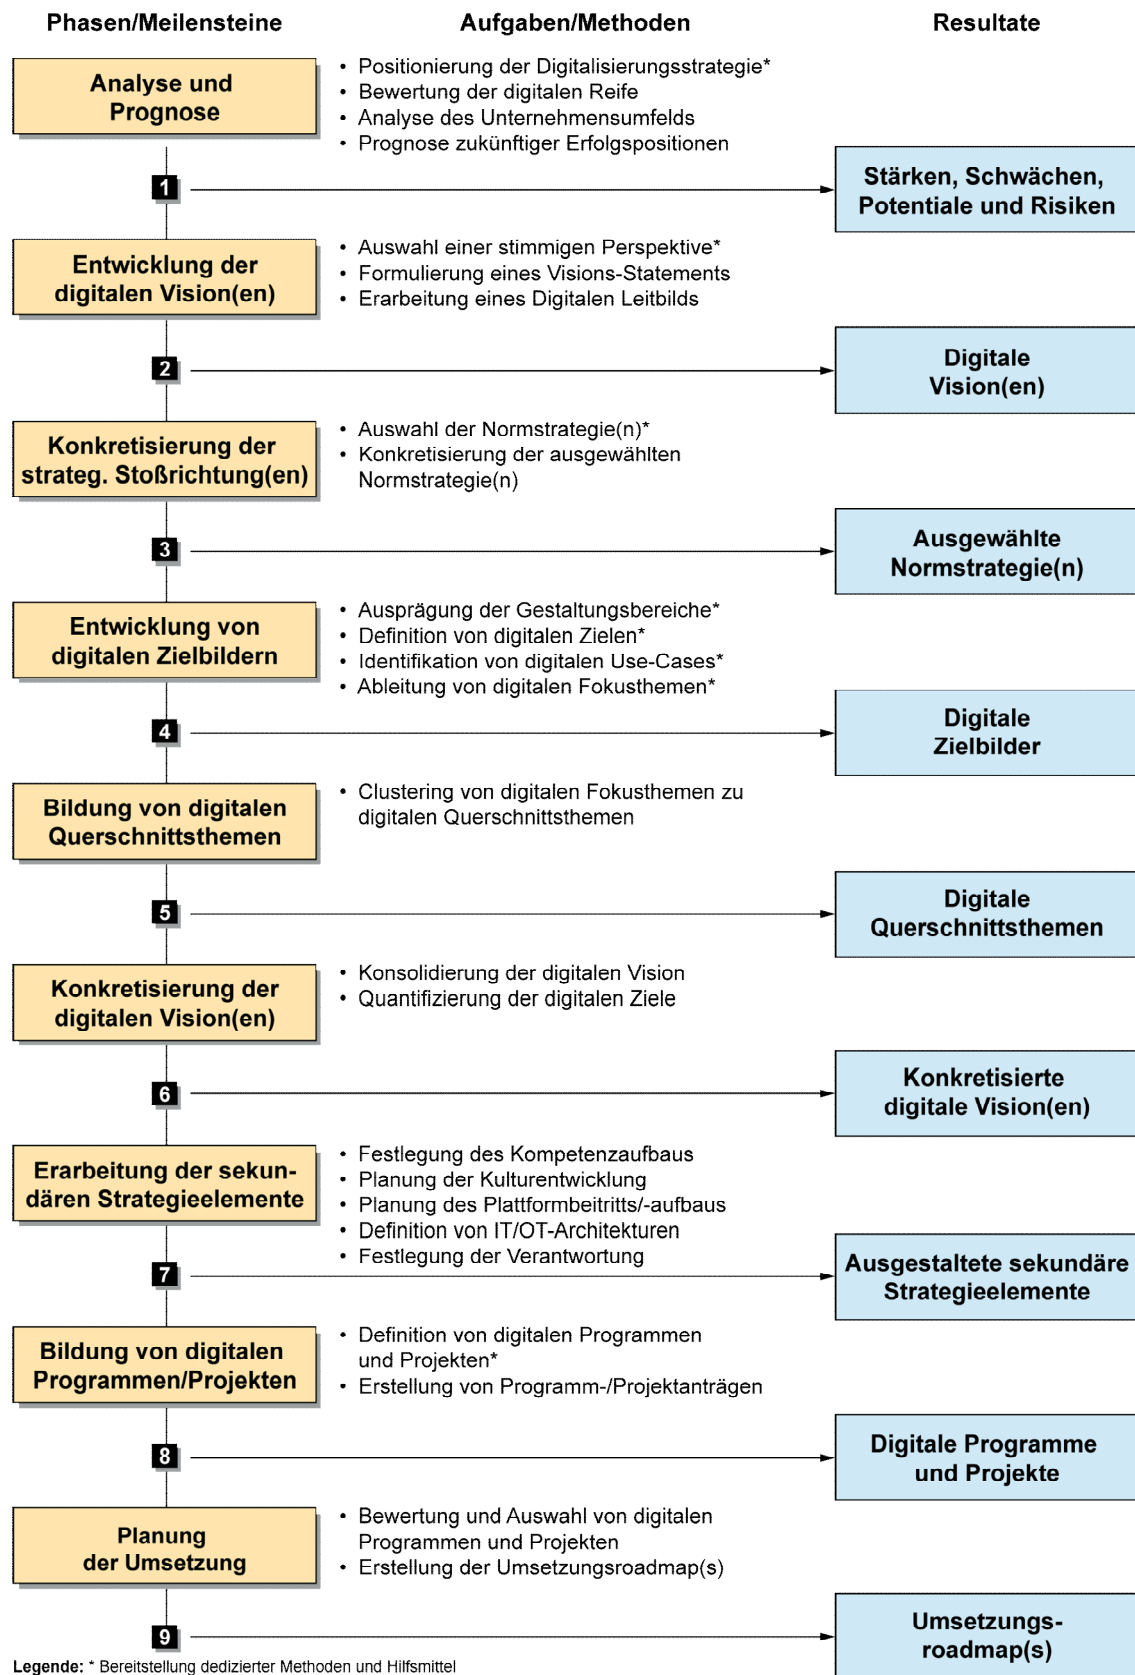 Phasen/Meilensteine
Aufgaben/Methoden
Resultate
Analyse und
Prognose
• Positionierung der Digitalisierungsstrategie*
• Bewertung der digitalen Reife
• Analyse des Unternehmensumfelds
• Prognose zukünftiger Erfolgspositionen
1
Stärken, Schwächen,
Potentiale und Risiken
Entwicklung der
digitalen Vision(en)
• Auswahl einer stimmigen Perspektive*
• Formulierung eines Visions-Statements
• Erarbeitung eines Digitalen Leitbilds
2
Digitale
Vision(en)
Konkretisierung der
strateg. Stoßrichtung(en)
• Auswahl der Normstrategie(n)*
• Konkretisierung der ausgewählten
Normstrategie(n)
3
Ausgewählte
Normstrategie(n)
Entwicklung von
digitalen Zielbildern
• Ausprägung der Gestaltungsbereiche*
• Definition von digitalen Zielen*
• Identifikation von digitalen Use-Cases*
• Ableitung von digitalen Fokusthemen*
4
Digitale
Zielbilder
Bildung von digitalen
Querschnittsthemen
• Clustering von digitalen Fokusthemen zu
digitalen Querschnittsthemen
5
Digitale
Querschnittsthemen
Konkretisierung der
digitalen Vision(en)
• Konsolidierung der digitalen Vision
• Quantifizierung der digitalen Ziele
6
Konkretisierte
digitale Vision(en)
Erarbeitung der sekun-
dären Strategieelemente
• Festlegung des Kompetenzaufbaus
• Planung der Kulturentwicklung
• Planung des Plattformbeitritts/-aufbaus
• Definition von IT/OT-Architekturen
• Festlegung der Verantwortung
7
Ausgestaltete sekundäre
Strategieelemente
Bildung von digitalen
Programmen/Projekten
• Definition von digitalen Programmen
und Projekten*
• Erstellung von Programm-/Projektanträgen
8
Digitale Programme
und Projekte
Planung
der Umsetzung
• Bewertung und Auswahl von digitalen
Programmen und Projekten
• Erstellung der Umsetzungsroadmap(s)
9
Umsetzungs-
roadmap(s)
Legende: * Bereitstellung dedizierter Methoden und Hilfsmittel